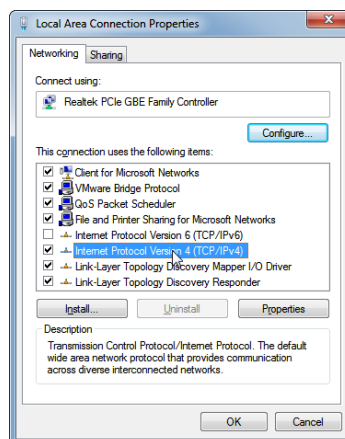 Local Area Connection Properties
Networking
Sharing
Connect using:
Realtek PCIe GBE Family Controller
Configure...
This connection uses the following items:
Client for Microsoft Networks
VMware Bridge Protocol
QoS Packet Scheduler
File and Printer Sharing for Microsoft Networks
Internet Protocol Version 6 (TCP/IPv6)
Internet Protocol Version 4 (TCP/IPv4)
Link-Layer Topology Discovery Mapper I/O Driver
Link-Layer Topology Discovery Responder
Install...
Uninstall
Properties
Description
Transmission Control Protocol/Internet Protocol. The default
wide area network protocol that provides communication
across diverse interconnected networks.
OK
Cancel